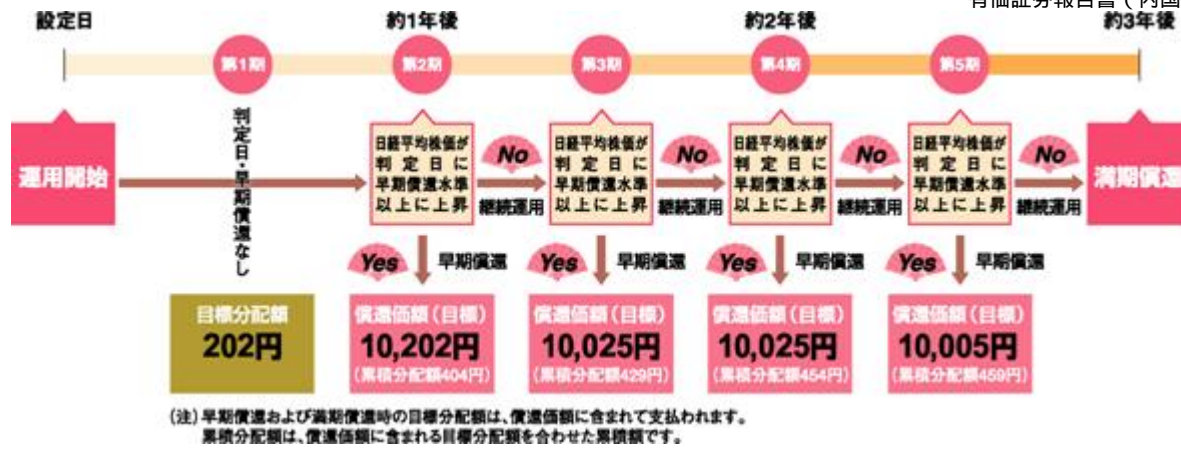 有価証券報告書(内国
設定日
約1年後
約2年後
約3年後
第1期
第2期
第3期
第4期
第5期
運用開始
判定日・早期償還なし
日経平均株価が
判定日に
早期償還水準
以上に上昇
No
継続運用
日経平均株価が
判定日に
早期償還水準
以上に上昇
No
継続運用
日経平均株価が
判定日に
早期償還水準
以上に上昇
No
継続運用
日経平均株価が
判定日に
早期償還水準
以上に上昇
No
継続運用
満期償還
Yes
早期償還
Yes
早期償還
Yes
早期償還
Yes
早期償還
目標分配額
202円
償還価額(目標)
10,202円
(累積分配額404円)
償還価額(目標)
10,025円
(累積分配額429円)
償還価額(目標)
10,025円
(累積分配額454円)
償還価額(目標)
10,005円
(累積分配額459円)
(注)早期償還および満期償還時の目標分配額は、償還価額に含まれて支払われます。
累積分配額は、償還価額に含まれる目標分配額を合わせた累積額です。